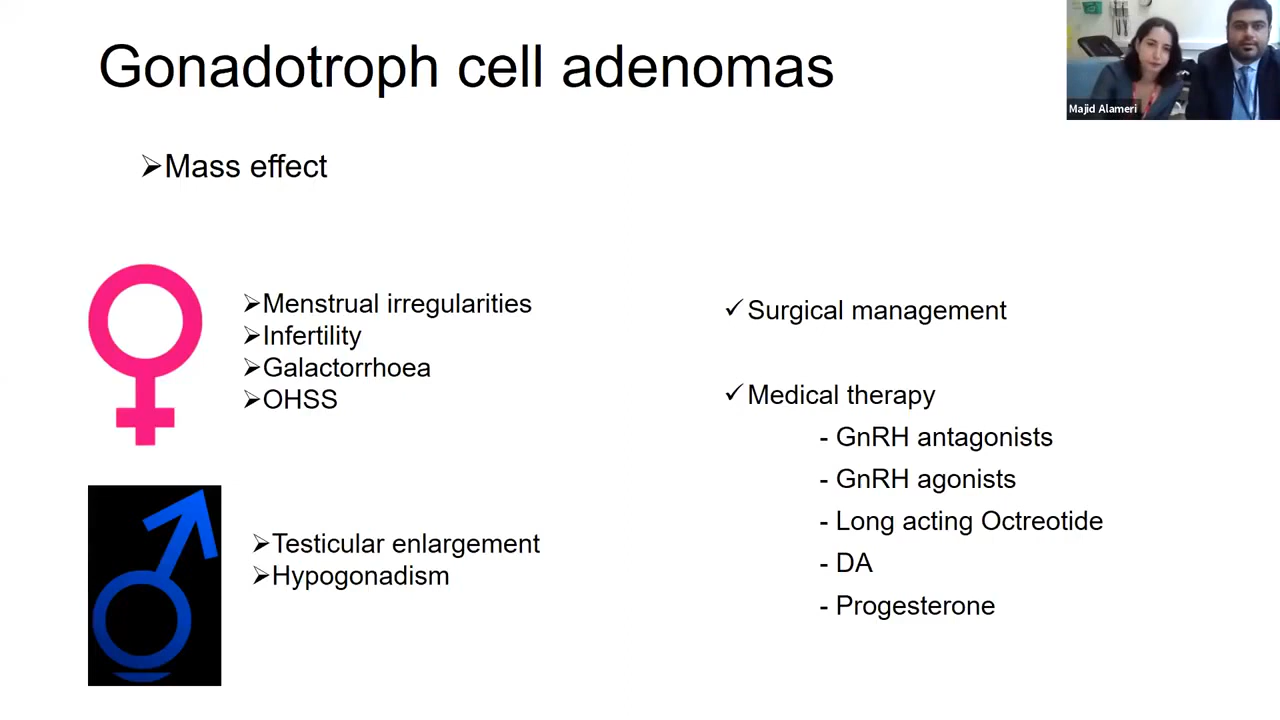 Gonadotroph cell adenomas
Majid Alameri
➢Mass effect
➢Menstrual irregularities
➢Infertility
➢Galactorrhoea
➢OHSS
➢Testicular enlargement
➢Hypogonadism
✓Surgical management
✓Medical therapy
- GnRH antagonists
- GnRH agonists
- Long acting Octreotide
- DA
- Progesterone